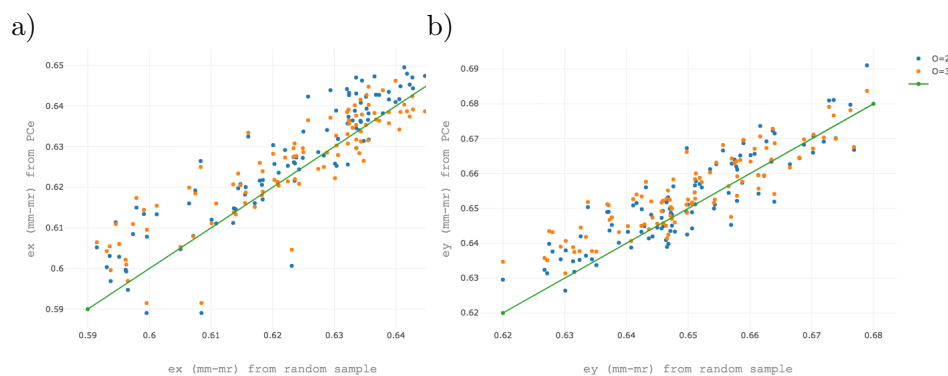 a)
b)
0.65
0.64
0.63
0.62
0.61
0.6
0.59
ex (mm-mr) from PCe
0.59 0.6 0.61 0.62 0.63 0.64
ex (mm-mr) from random sample
0.69
0.68
0.67
0.66
0.65
0.64
0.63
0.62
ey (mm-mr) from PCe
0.62 0.63 0.64 0.65 0.66 0.67 0.68
ey (mm-mr) from random sample
O=2
O=3